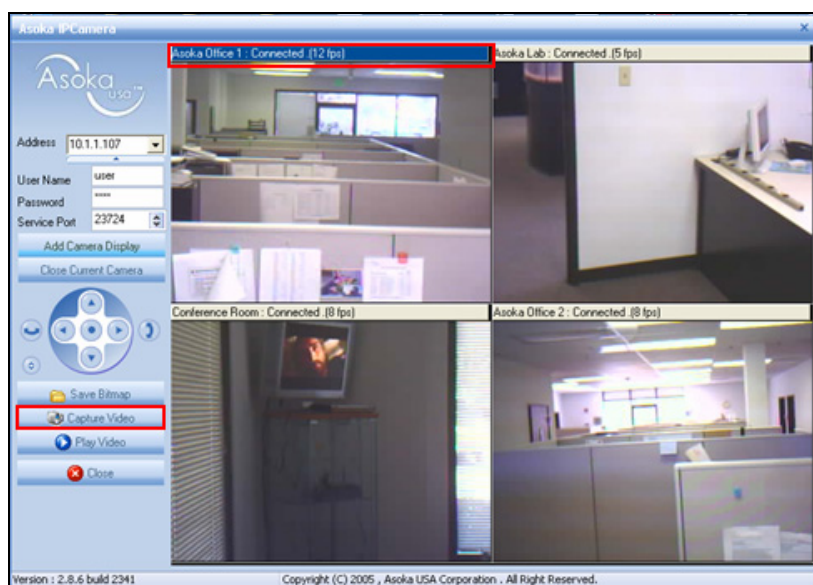 Asoka IPCamera
Asoka Office 1 : Connected .(12 fps)
Asoka Lab : Connected .(5 fps)
Asoka
USA™
Address
10.1.1.107
User Name
user
Password
****
Service Port
23724
Add Camera Display
Close Current Camera
Save Bitmap
Capture Video
Play Video
Close
Conference Room : Connected .(8 fps)
Asoka Office 2 : Connected .(8 fps)
Version : 2.8.6 build 2341
Copyright (C) 2005 , Asoka USA Corporation . All Right Reserved.